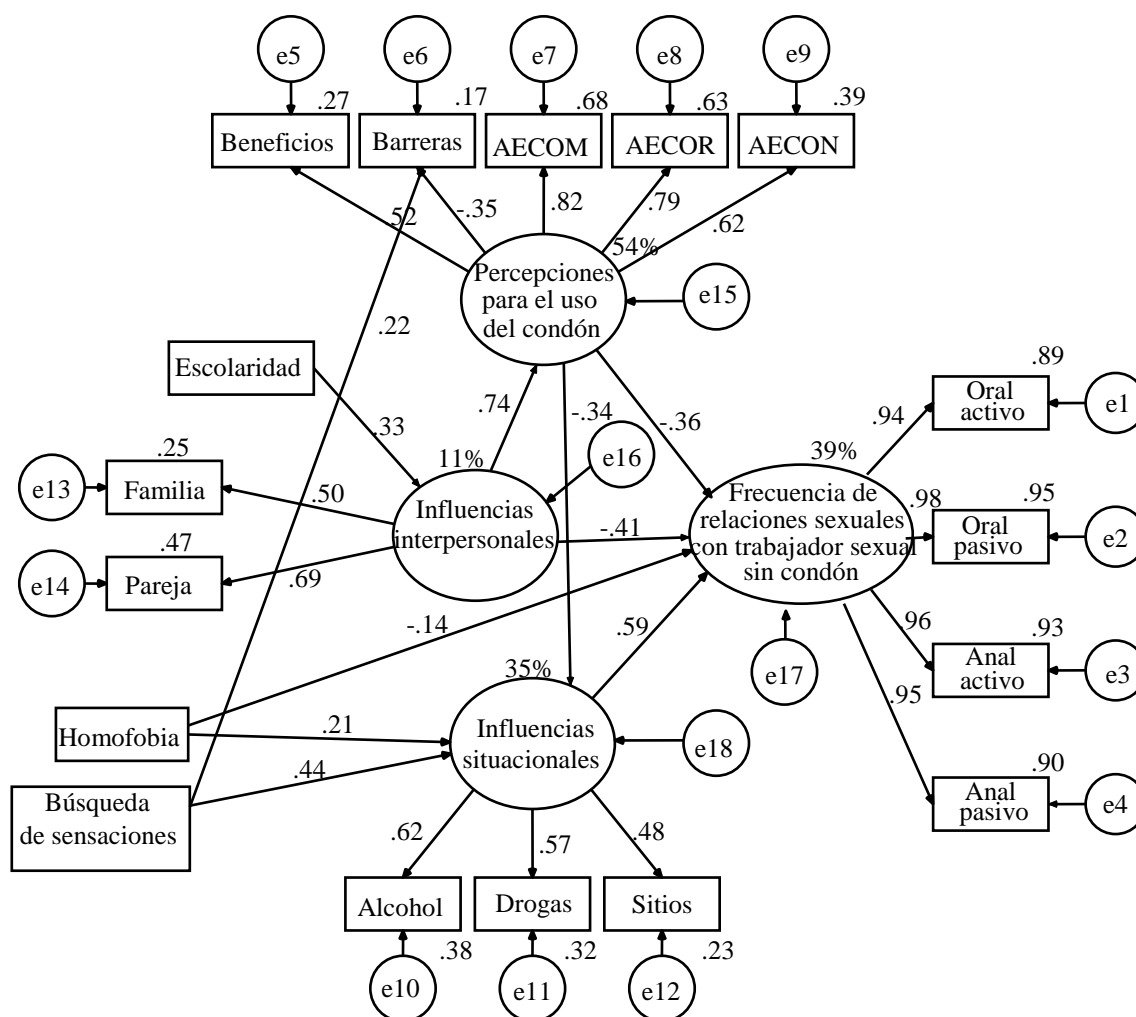 e5 e6 e7 e8 e9
.27 .17 .68 .63 .39
Beneficios Barreras AECOM AECOR AECON
.52 -.35 .82 .79 .62
54%
Percepciones
para el uso
del condón
e15
.22
Escolaridad
.33
.74
-.34
-.36
.89
Oral
activo
e1
.94
.25
e13
Familia
.50
11%
Influencias
interpersonales
e16
-.41
39%
Frecuencia de
relaciones sexuales
con trabajador sexual
sin condón
.98
.95
Oral
pasivo
e2
.47
e14
Pareja
.69
-.14
.59
e17
.96
.93
Anal
activo
e3
.95
35%
Influencias
situacionales
e18
Homofobia
.21
.44
Búsqueda
de sensaciones
.90
Anal
pasivo
e4
.62 .57 .48
Alcohol Drogas Sitios
.38 .32 .23
e10 e11 e12